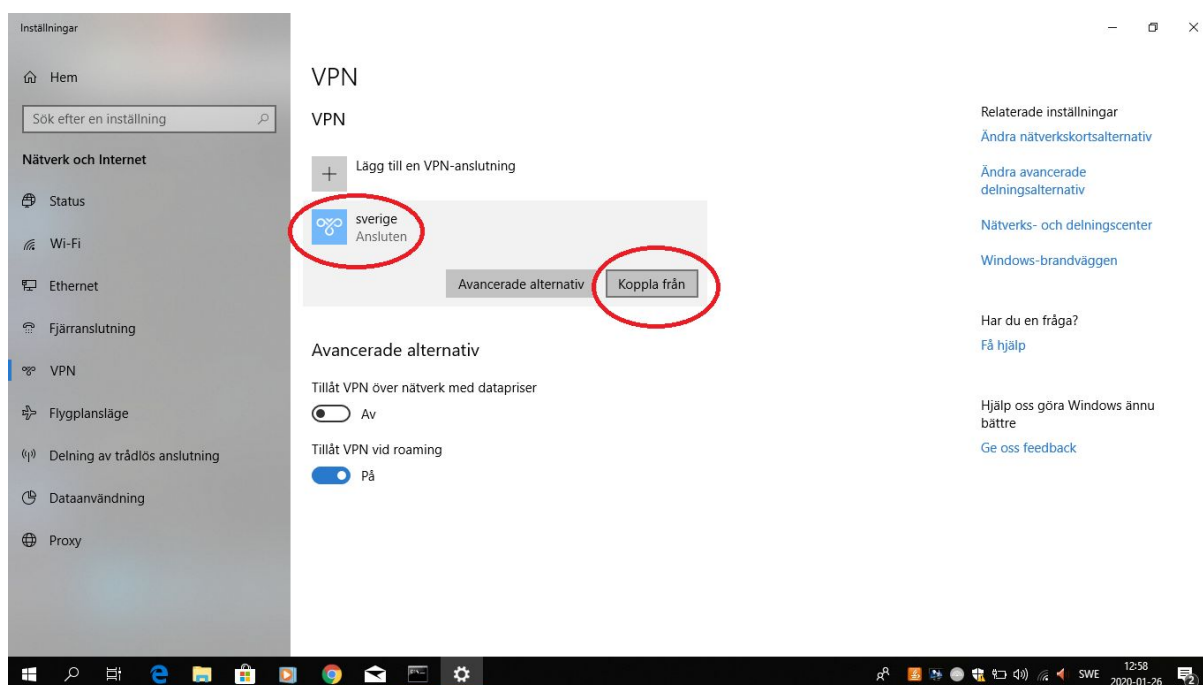 Inställningar
Hem
Sök efter en inställning
Nätverk och Internet
Status
Wi-Fi
Ethernet
Fjärranslutning
VPN
Flygplansläge
Delning av trådlös anslutning
Dataanvändning
Proxy
VPN
VPN
Lägg till en VPN-anslutning
sverige
Ansluten
Avancerade alternativ
Koppla från
Avancerade alternativ
Tillåt VPN över nätverk med datapriser
Av
Tillåt VPN vid roaming
På
Relaterade inställningar
Ändra nätverkskortsalternativ
Ändra avancerade
delningsalternativ
Nätverks- och delningscenter
Windows-brandväggen
Har du en fråga?
Få hjälp
Hjälp oss göra Windows ännu
bättre
Ge oss feedback
SWE
12:58
2020-01-26
2